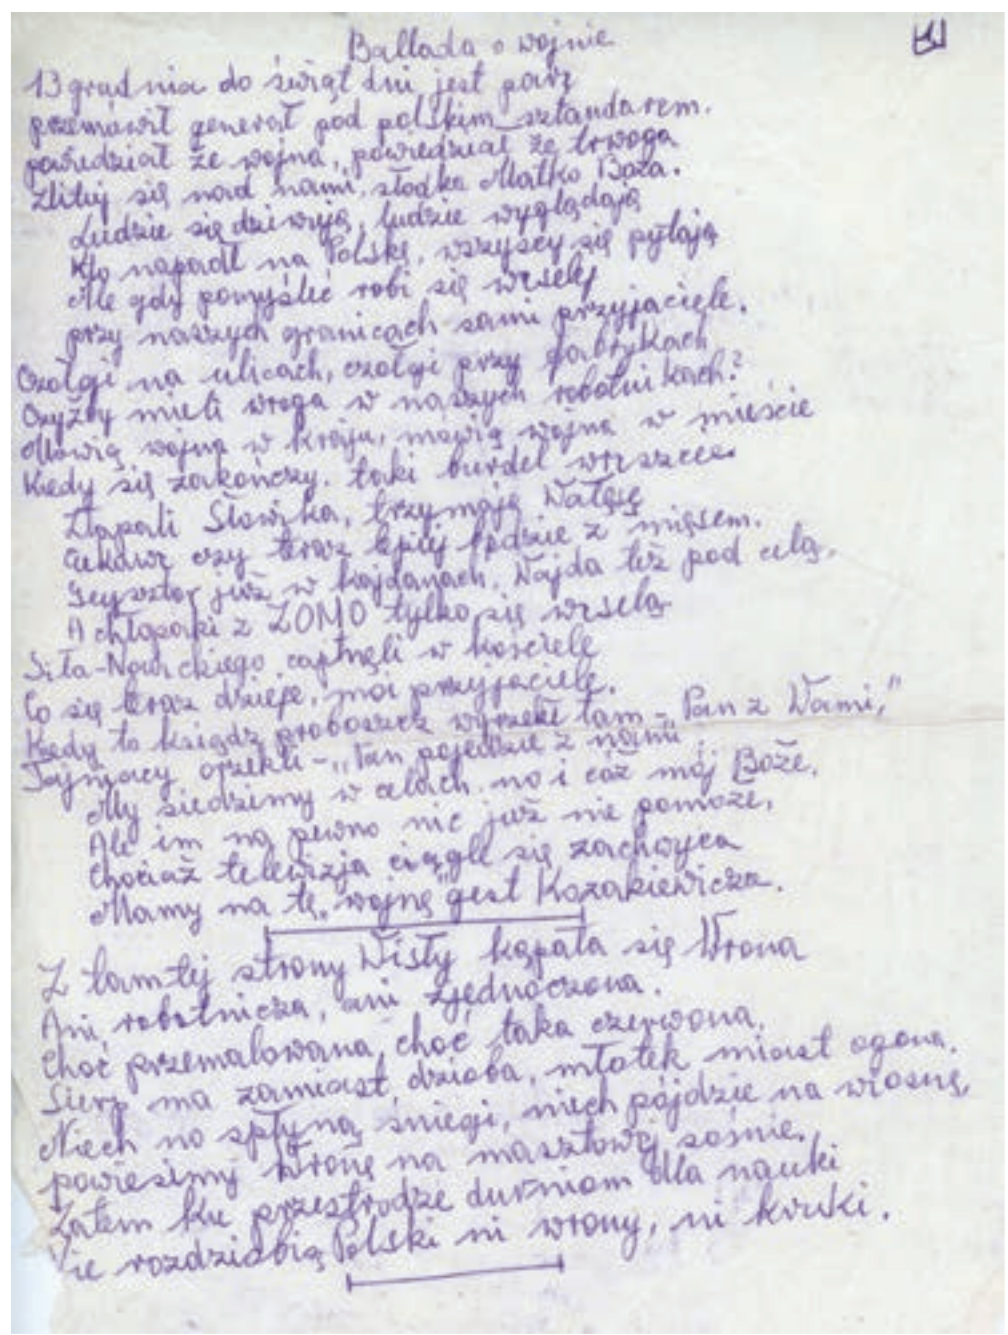 Ballada o wojnie
13 grudnia do świąt dni jest parę
przemówił generał pod polskim sztandarem.
powiedział że wojna, powiedział że trwoga
zlituj się nad nami, słodka Matko Boża.
Ludzie się dziwują, ludzie wyglądają
Kto napadł na Polskę, wszyscy się pytają
Ale gdy pomyśleć robi się weselej
przy naszych granicach sami przyjaciele.
Czołgi na ulicach, czołgi przy fabrykach
Czyżby mieli wroga w naszych robotnikach?
Mówią wojna w kraju, mówią wojna w mieście
Kiedy się zakończy. taki burdel wreszcie
Złapali Słowika, trzymają Wałęsę
Ciekawe czy teraz lepiej będzie z mięsem.
Gejsztor już w kajdanach, Wajda też pod celą,
A chłopaki z ZOMO tylko się weselą
Siła-Nowickiego capnęli w kościele
Co się teraz dzieje, moi przyjaciele.
Kiedy to ksiądz proboszcz wyrzekł tam - Pan z Wami,"
Tajniacy orzekli - „Pan pojedzie z nami"
My siedzimy w celach. no i cóż mój Boże.
Ale im na pewno nic już nie pomoże,
Chociaż telewizja ciągle się zachwyca
Mamy na tę „wojnę" gest Kozakiewicza.
Z tamtej strony Wisły kąpała się Wrona
Ani robotnicza, ani zjednoczona.
Choć przemalowana, choć taka czerwona,
Sierp ma zamiast dzioba, młotek miast ogona.
Niech no spłyną śniegi, niech pójdzie na wiosnę,
powiesimy Wronę na masztowej sośnie.
Zatem ku przestrodze durniom dla nauki
Nie rozdziobią Polski ni wrony, ni kruki.